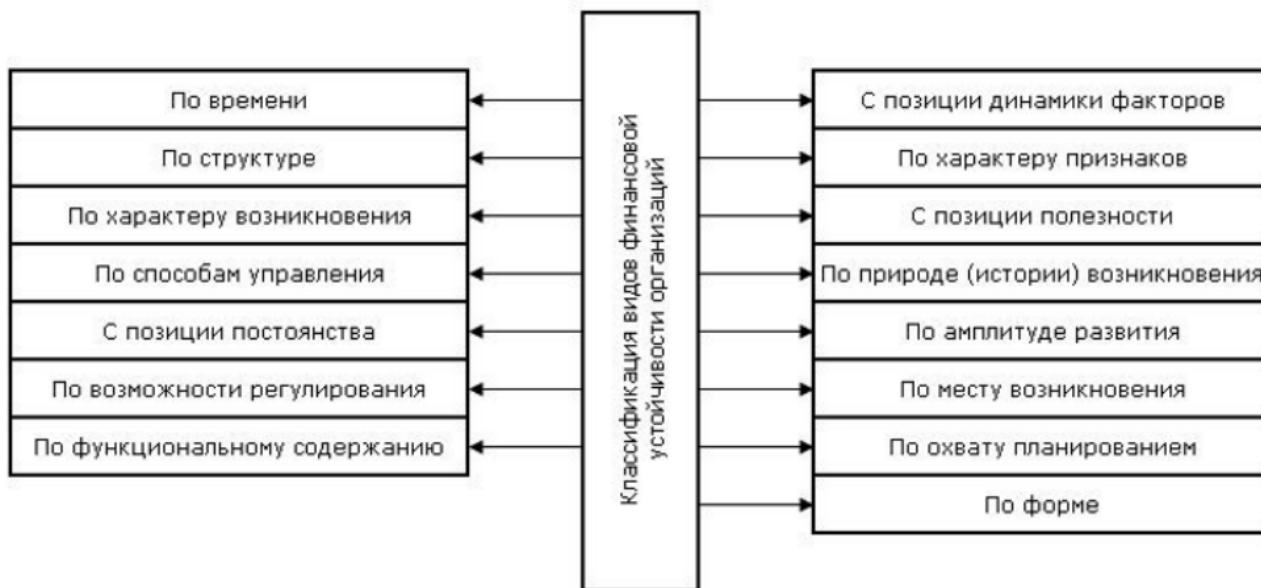 По времени
По структуре
По характеру возникновения
По способам управления
С позиции постоянства
По возможности регулирования
По функциональному содержанию
Классификация видов финансовой
устойчивости организаций
С позиции динамики факторов
По характеру признаков
С позиции полезности
По природе (истории) возникновения
По амплитуде развития
По месту возникновения
По охвату планированием
По форме